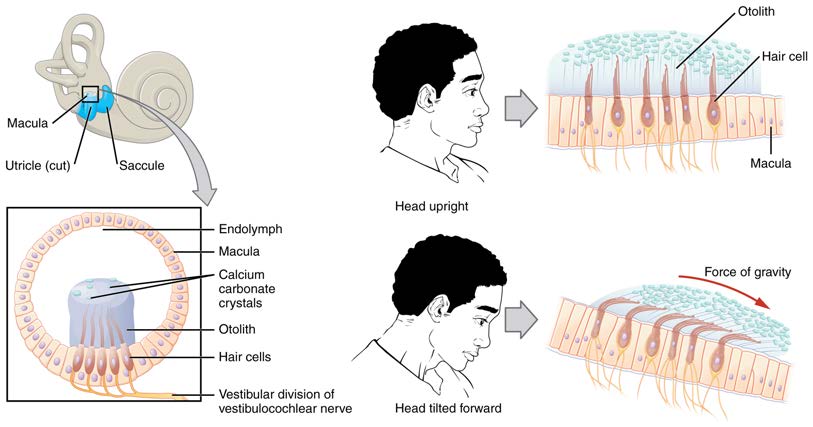 Macula
Utricle (cut)
Saccule
Endolymph
Macula
Calcium
carbonate
crystals
Otolith
Hair cells
Vestibular division of
vestibulocochlear nerve
Head upright
Otolith
Hair cell
Macula
Head tilted forward
Force of gravity